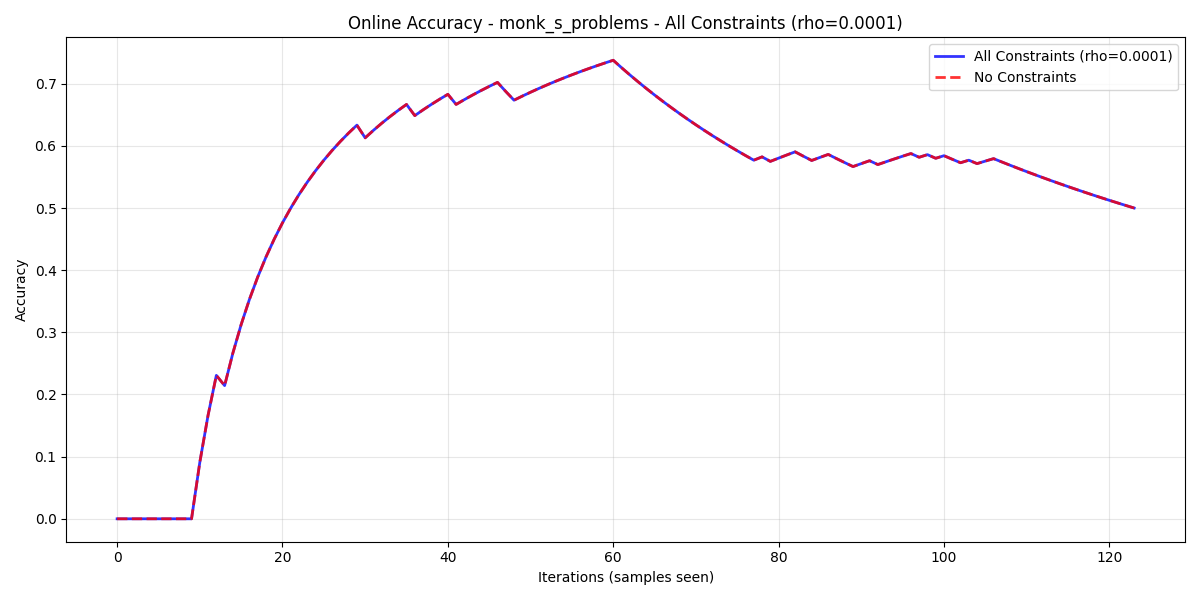 Online Accuracy - monk_s_problems - All Constraints (rho=0.0001)
All Constraints (rho=0.0001)
No Constraints
Accuracy
0.7
0.6
0.5
0.4
0.3
0.2
0.1
0.0
0 20 40 60 80 100 120
Iterations (samples seen)